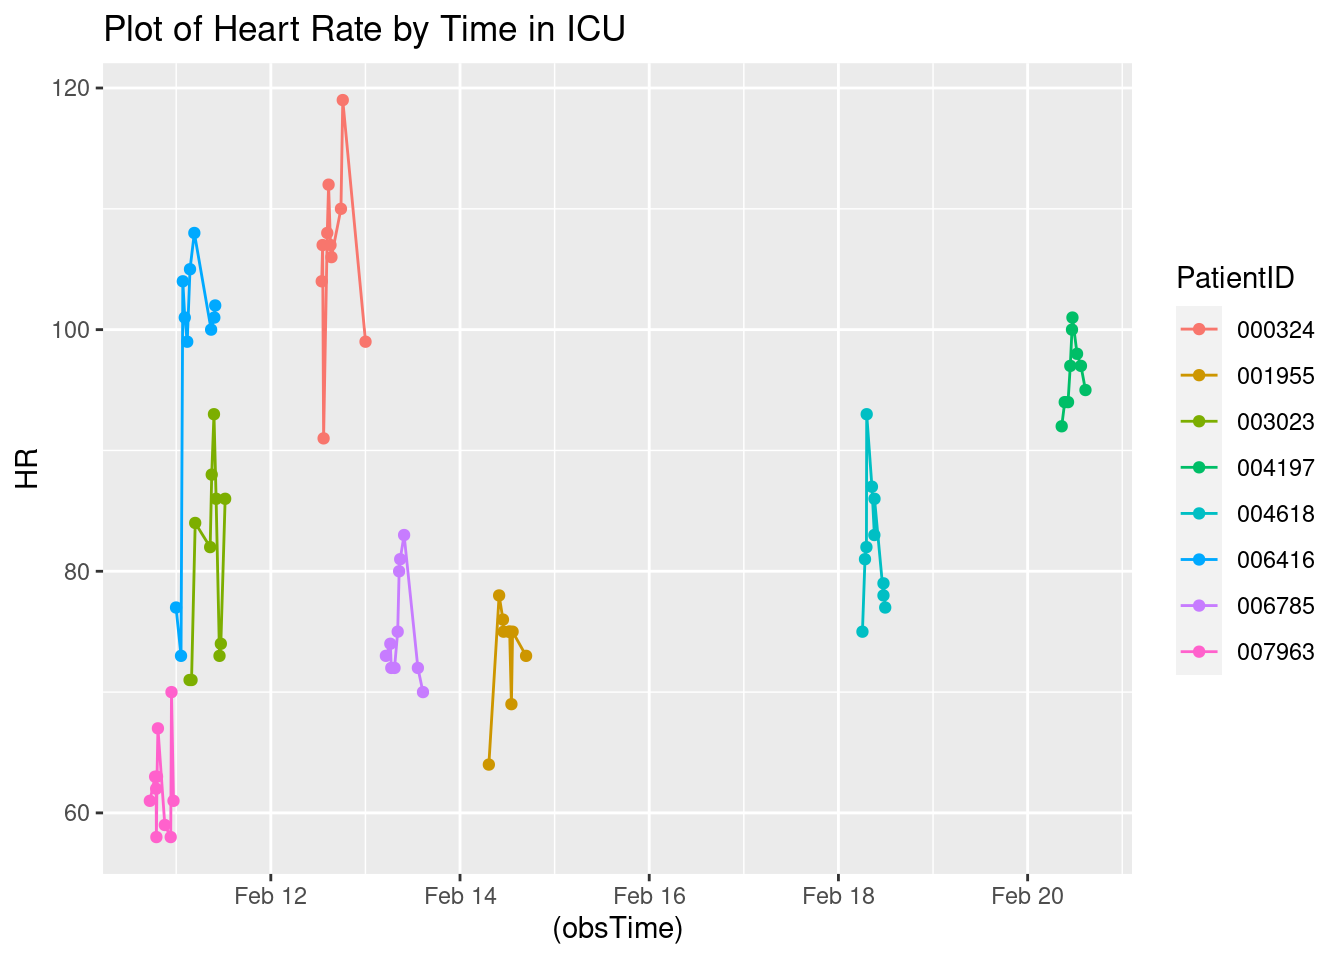 Plot of Heart Rate by Time in ICU
120
100
80
60
HR
Feb 12
Feb 14
Feb 16
Feb 18
Feb 20
(obsTime)
PatientID
000324
001955
003023
004197
004618
006416
006785
007963